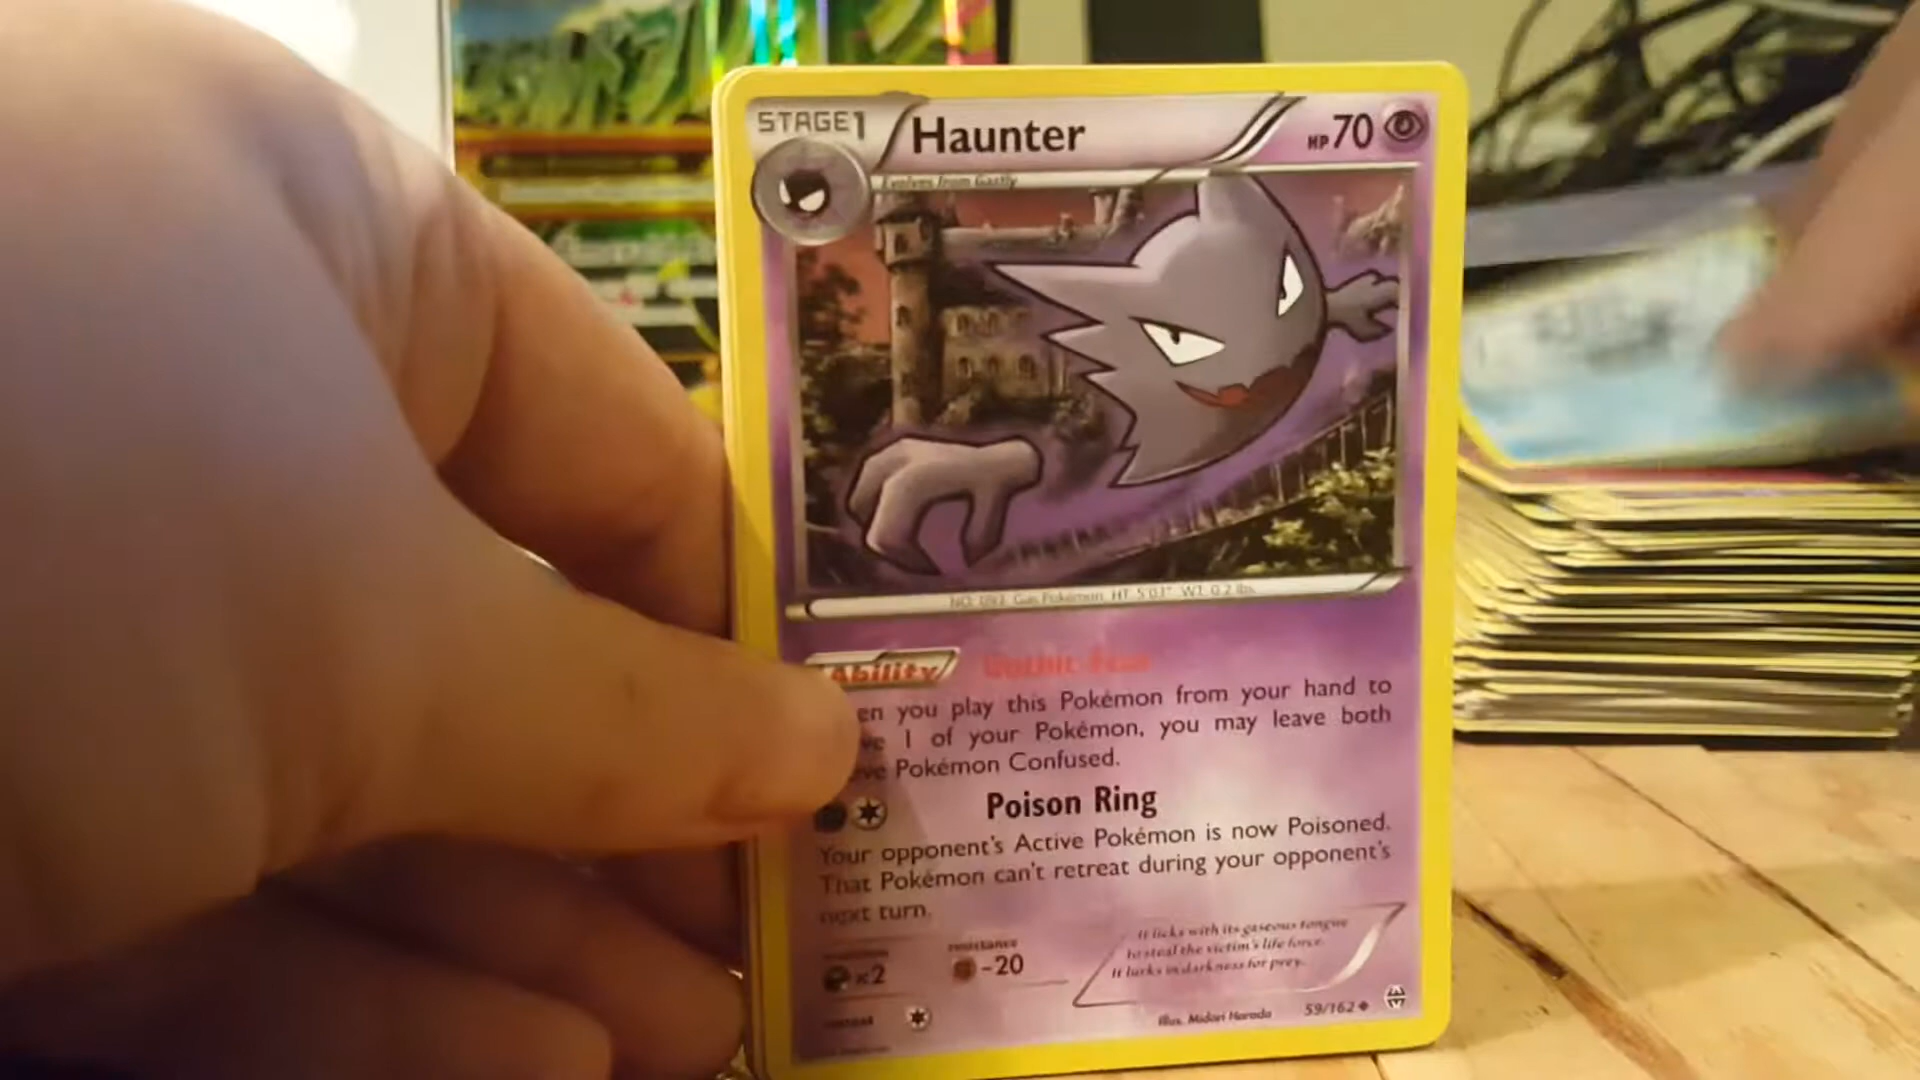 STAGE1
Haunter
HP70
Evolves from Gastly
NO. 093 Gas Pokémon HT 5'03" WT 0.2 lbs.
Ability
en you play this Pokémon from your hand to
ve 1 of your Pokémon, you may leave both
ve Pokémon Confused.
Poison Ring
Your opponent's Active Pokémon is now Poisoned.
That Pokémon can't retreat during your opponent's
next turn.
x2
resistance
-20
It licks with its gaseous tongue
to steal the victim's life force.
It lurks in darkness for prey.
Illus. Midori Harada
59/162